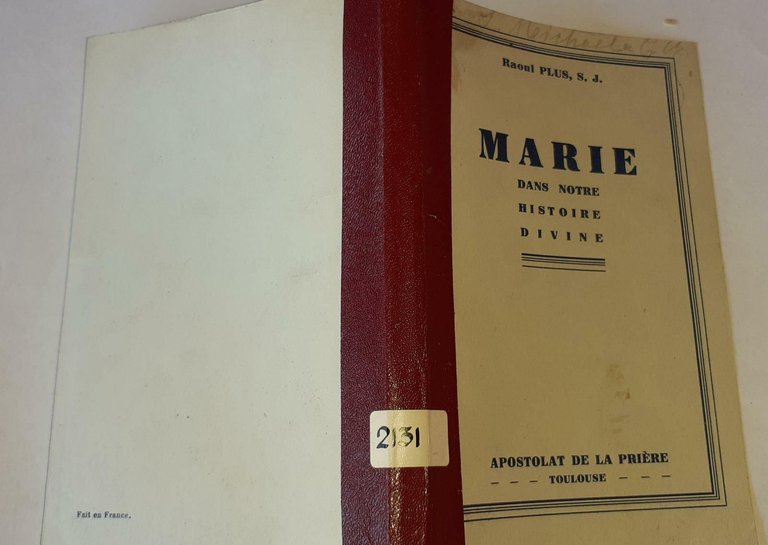 Raoul PLUS, S. J.
MARIE
DANS NOTRE
HISTOIRE
DIVINE
APOSTOLAT DE LA PRIÈRE
- - - TOULOUSE - - -
2131
Fait en France.